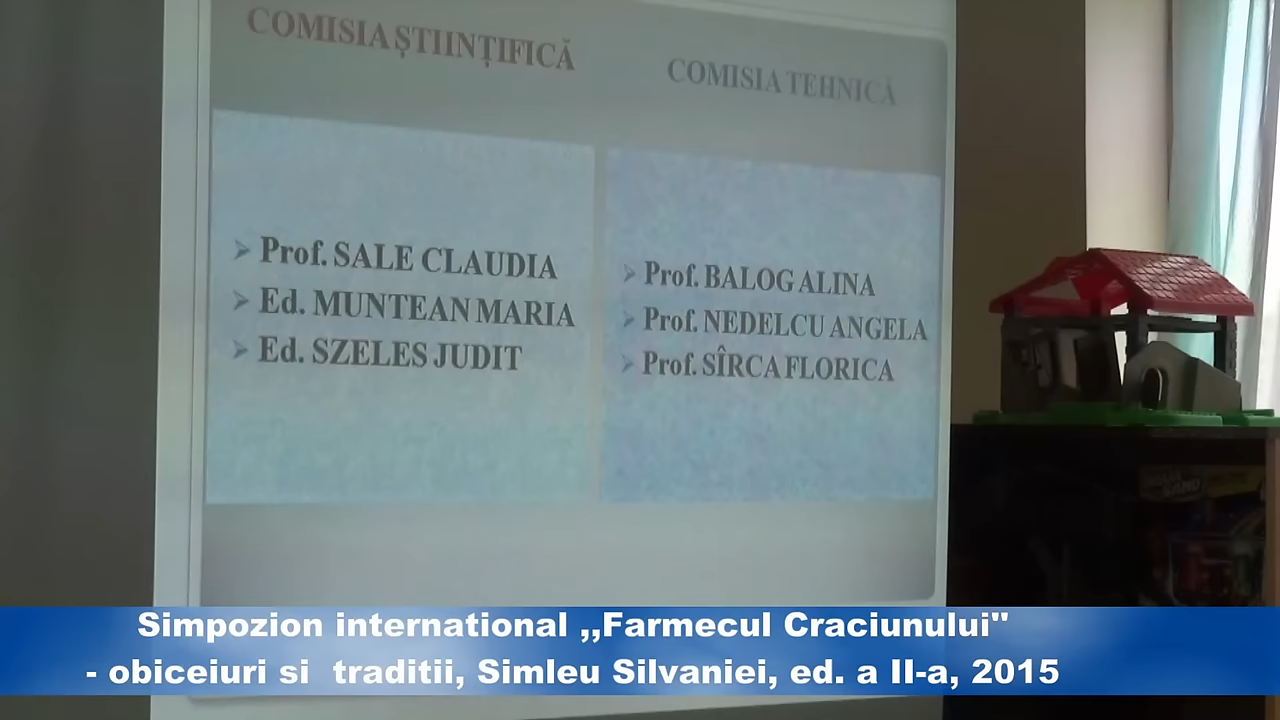 COMISIA ȘTIINȚIFICĂ
COMISIA TEHNICĂ
Prof. SALE CLAUDIA
Ed. MUNTEAN MARIA
Ed. SZELES JUDIT
Prof. BALOG ALINA
Prof. NEDELCU ANGELA
Prof. SÎRCA FLORICA
Simpozion international ,,Farmecul Craciunului"
- obiceiuri si traditii, Simleu Silvaniei, ed. a II-a, 2015